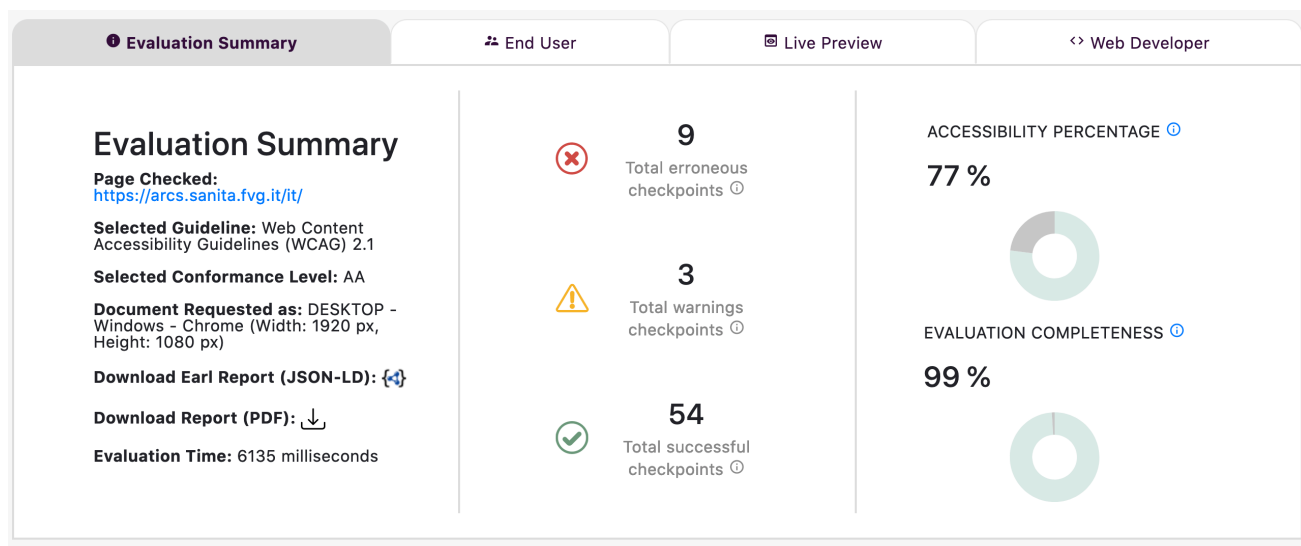 Evaluation Summary
End User
Live Preview
Web Developer
Evaluation Summary
Page Checked:
https://arcs.sanita.fvg.it/it/
Selected Guideline: Web Content
Accessibility Guidelines (WCAG) 2.1
Selected Conformance Level: AA
Document Requested as: DESKTOP -
Windows - Chrome (Width: 1920 px,
Height: 1080 px)
Download Earl Report (JSON-LD):
Download Report (PDF):
Evaluation Time: 6135 milliseconds
9
Total erroneous
checkpoints
3
Total warnings
checkpoints
54
Total successful
checkpoints
ACCESSIBILITY PERCENTAGE
77 %
EVALUATION COMPLETENESS
99 %